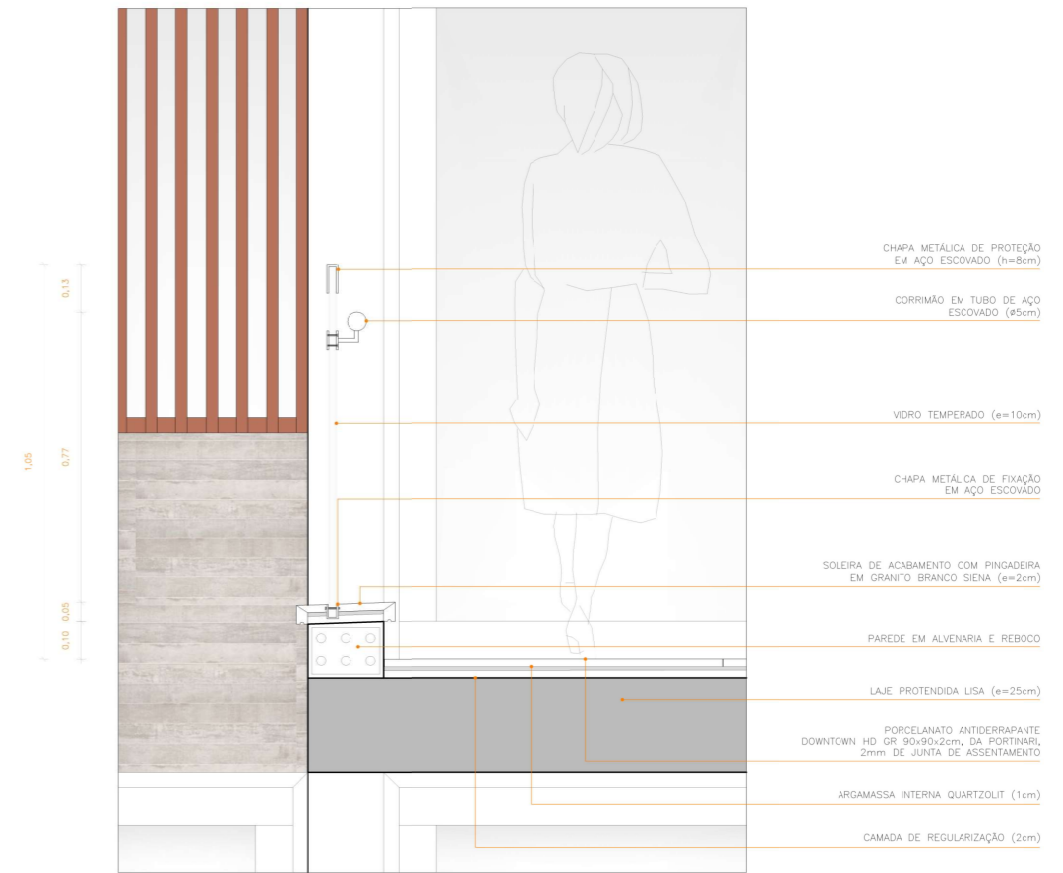 CHAPA METÁLICA DE PROTEÇÃO
EM AÇO ESCOVADO (h=8cm)
CORRIMÃO EM TUBO DE AÇO
ESCOVADO (ø5cm)
VIDRO TEMPERADO (e=10cm)
CHAPA METÁLCA DE FIXAÇÃO
EM AÇO ESCOVADO
SOLEIRA DE ACABAMENTO COM PINGADEIRA
EM GRANITO BRANCO SIENA (e=2cm)
PAREDE EM ALVENARIA E REBOCO
LAJE PROTENDIDA LISA (e=25cm)
PORCELANATO ANTIDERRAPANTE
DOWNTOWN HD GR 90x90x2cm, DA PORTINARI,
2mm DE JUNTA DE ASSENTAMENTO
ARGAMASSA INTERNA QUARTZOLIT (1cm)
CAMADA DE REGULARIZAÇÃO (2cm)
0,13
1,05
0,77
0,05
0,10